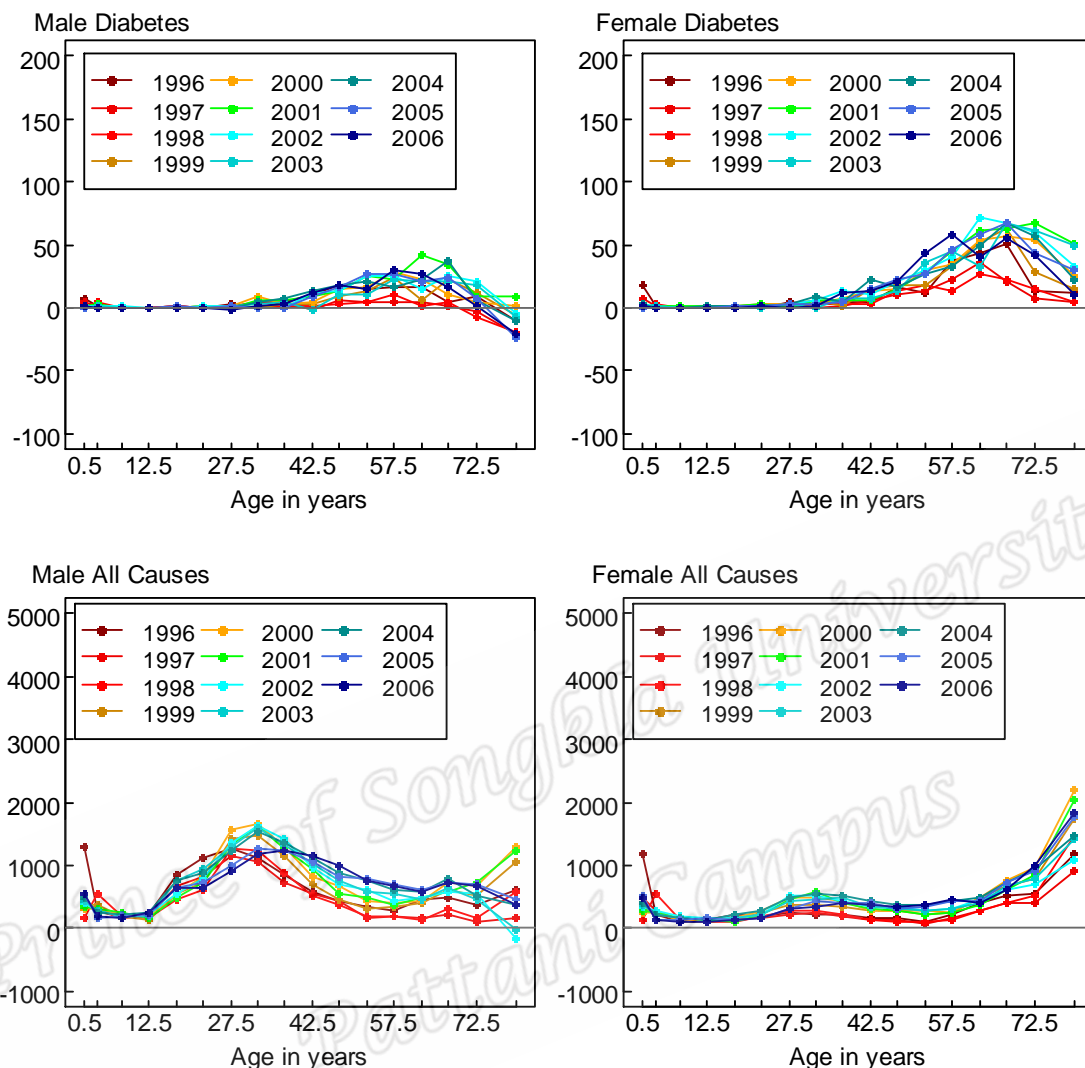 Male Diabetes
200
150
100
50
0
-50
-100
1996 2000 2004
1997 2001 2005
1998 2002 2006
1999 2003
0.5 12.5 27.5 42.5 57.5 72.5
Age in years
Female Diabetes
200
150
100
50
0
-50
-100
1996 2000 2004
1997 2001 2005
1998 2002 2006
1999 2003
0.5 12.5 27.5 42.5 57.5 72.5
Age in years
Male All Causes
5000
4000
3000
2000
1000
0
-1000
1996 2000 2004
1997 2001 2005
1998 2002 2006
1999 2003
0.5 12.5 27.5 42.5 57.5 72.5
Age in years
Female All Causes
5000
4000
3000
2000
1000
0
-1000
1996 2000 2004
1997 2001 2005
1998 2002 2006
1999 2003
0.5 12.5 27.5 42.5 57.5 72.5
Age in years
Prince of Songkla Universit
Pattani Campus